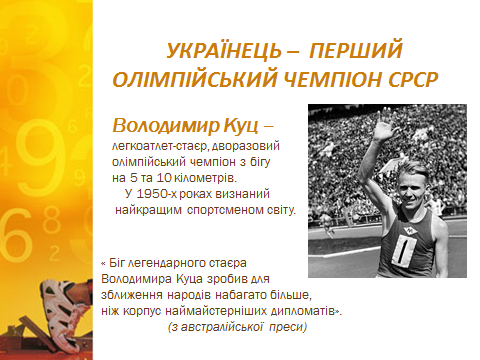 УКРАЇНЕЦЬ – ПЕРШИЙ
ОЛІМПІЙСЬКИЙ ЧЕМПІОН СРСР
Володимир Куц –
легкоатлет-стаєр, дворазовий
олімпійський чемпіон з бігу
на 5 та 10 кілометрів.
У 1950-х роках визнаний
найкращим спортсменом світу.
« Біг легендарного стаєра
Володимира Куца зробив для
зближення народів набагато більше,
ніж корпус наймайстерніших дипломатів».
(з австралійської преси)